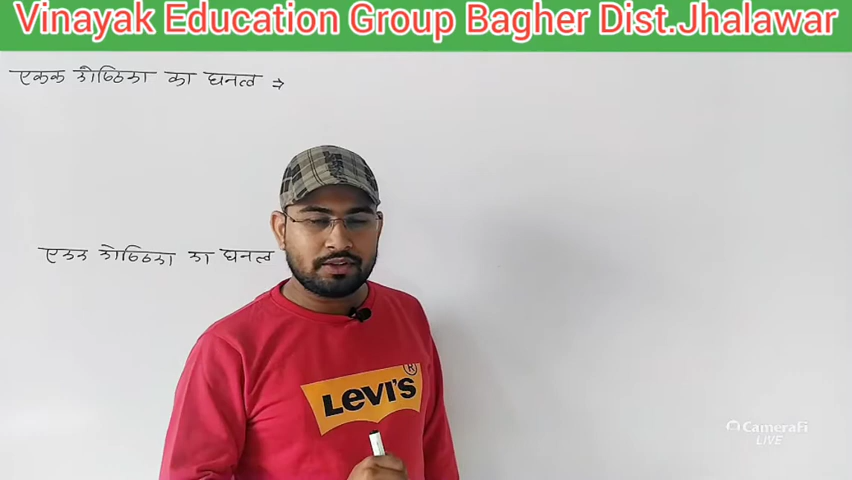 Vinayak Education Group Bagher Dist.Jhalawar
एकक कोष्ठिका का घनत्व ⇒
एकक कोष्ठिका का घनत्व
LEVI'S®
CameraFi
LIVE